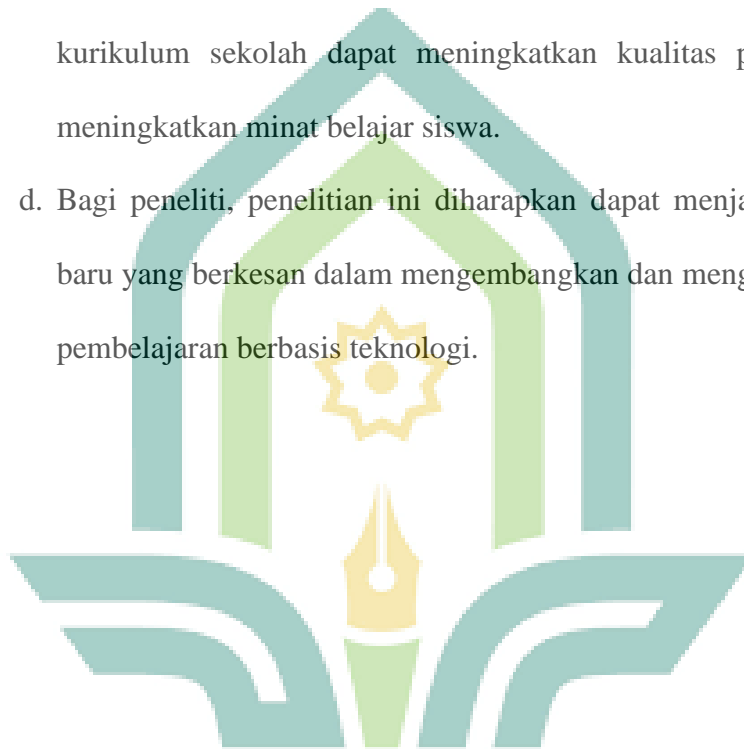 kurikulum sekolah dapat meningkatkan kualitas
meningkatkan minat belajar siswa.
d. Bagi peneliti, penelitian ini diharapkan dapat
baru yang berkesan dalam mengembangkan dan
pembelajaran berbasis teknologi.